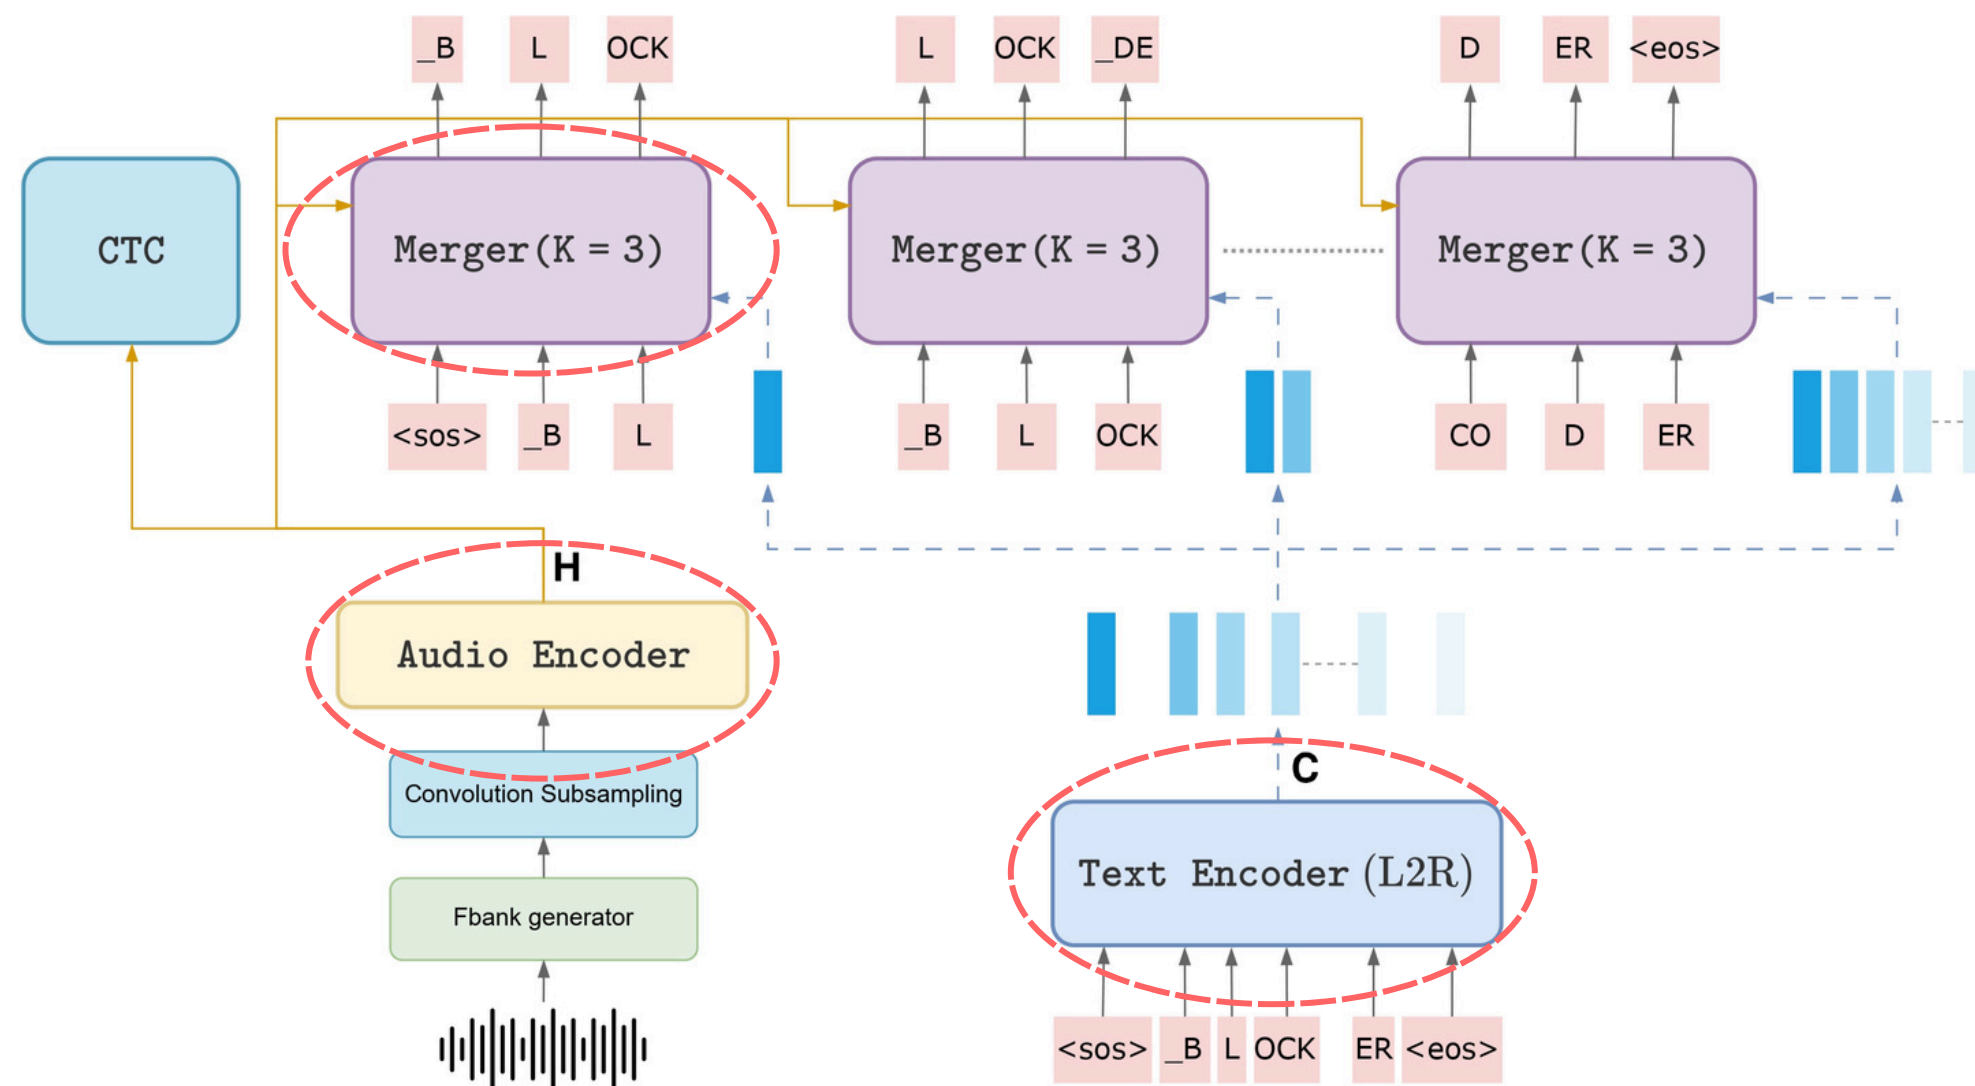 _B L OCK L OCK _DE D ER <eos>
CTC Merger(K = 3) Merger(K = 3) Merger(K = 3)
<sos> _B L _B L OCK CO D ER
H
Audio Encoder
C
Convolution Subsampling
Text Encoder (L2R)
Fbank generator
<sos> _B L OCK ER <eos>